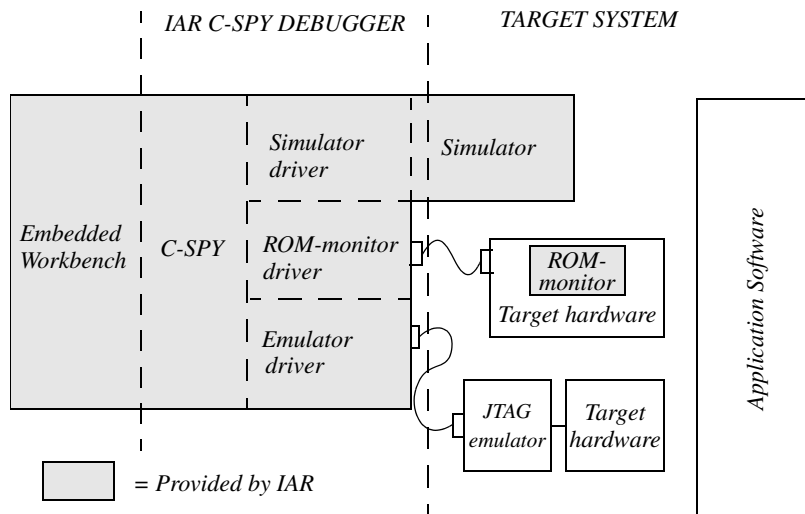 IAR C-SPY DEBUGGER
TARGET SYSTEM
Simulator
driver
Simulator
Embedded
Workbench
C-SPY
ROM-monitor
driver
ROM-
monitor
Target hardware
Emulator
driver
JTAG
emulator
Target
hardware
Application Software
= Provided by IAR